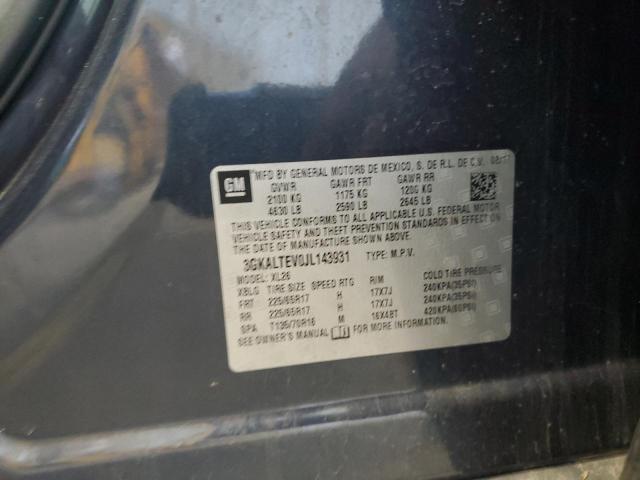 GM
MFD BY GENERAL MOTORS DE MEXICO, S. DE R.L. DE C.V. 08/17
GVWR GAWR FRT GAWR RR
2100 KG 1175 KG 1200 KG
4630 LB 2590 LB 2645 LB
THIS VEHICLE CONFORMS TO ALL APPLICABLE U.S. FEDERAL MOTOR
VEHICLE SAFETY, BUMPER, AND THEFT PREVENTION STANDARDS IN EFFECT ON THE
DATE OF MANUFACTURE SHOWN ABOVE.
3GKALTEV0JL143931 TYPE: M.P.V.
MODEL: XL26
XBLG TIRE SIZE SPEED RTG RIM COLD TIRE PRESSURE
FRT 225/65R17 H 17X7J 240KPA(35PSI)
RR 225/65R17 H 17X7J 240KPA(35PSI)
SPA T135/70R16 M 16X4BT 420KPA(60PSI)
SEE OWNER'S MANUAL FOR MORE INFORMATION.